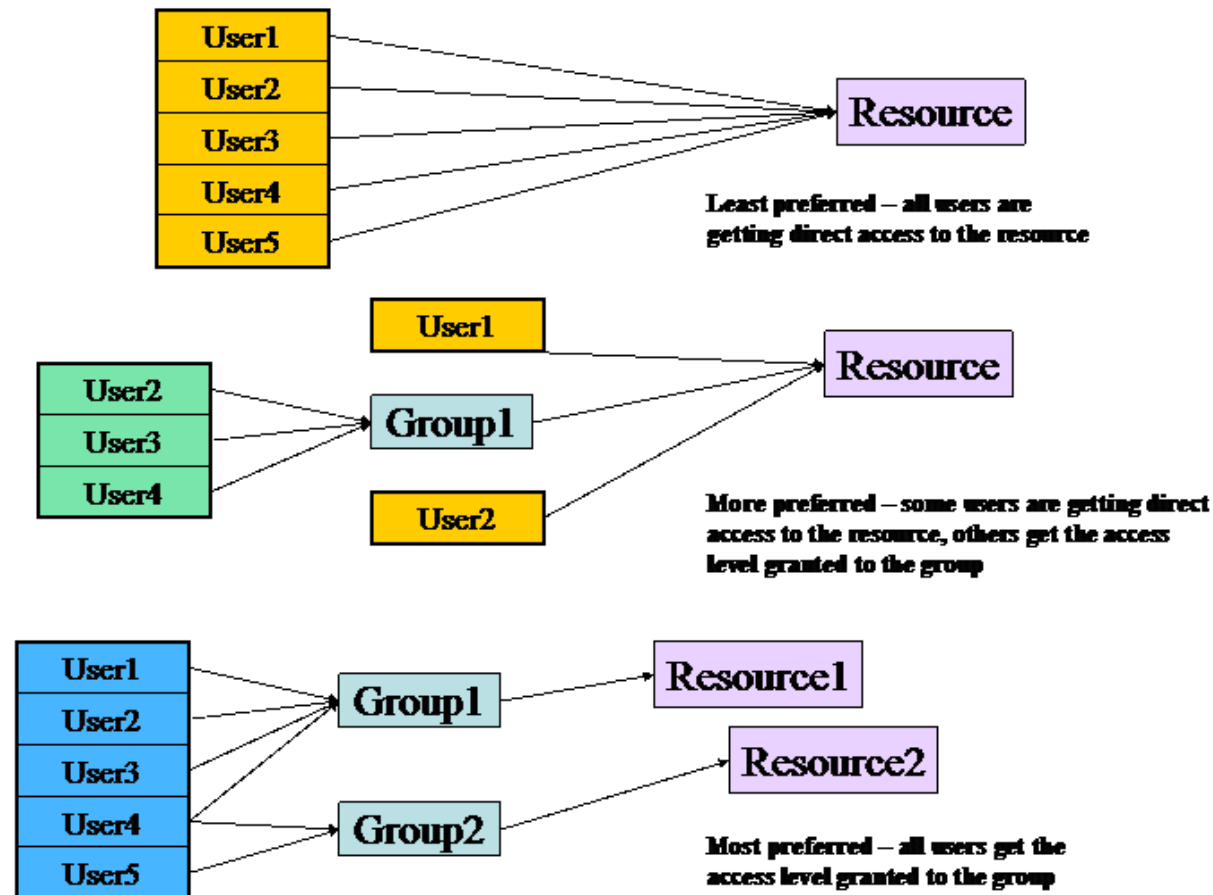 User1
User2
User3
User4
User5
Resource
Least preferred – all users are
getting direct access to the resource
User1
User2
User3
User4
Group1
User2
Resource
More preferred – some users are getting direct
access to the resource, others get the access
level granted to the group
User1
User2
User3
User4
User5
Group1
Group2
Resource1
Resource2
Most preferred – all users get the
access level granted to the group